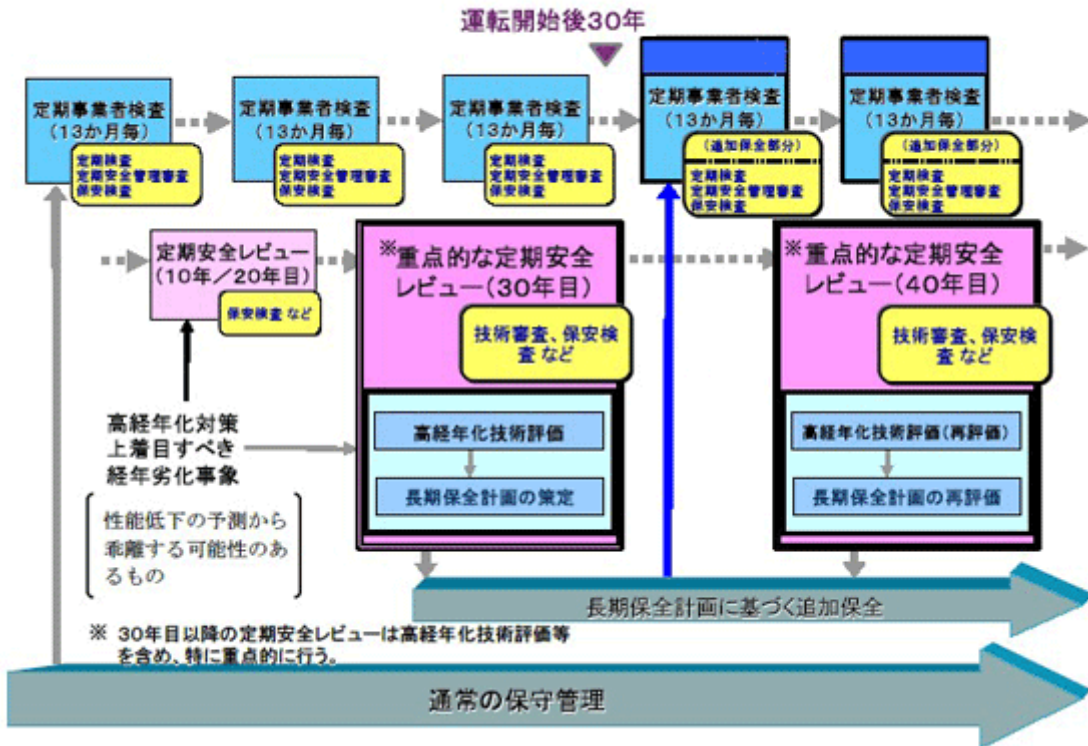 運転開始後30年
定期事業者検査
(13か月毎)
定期検査
定期安全管理審査
保安検査
定期事業者検査
(13か月毎)
定期検査
定期安全管理審査
保安検査
定期事業者検査
(13か月毎)
定期検査
定期安全管理審査
保安検査
定期事業者検査
(13か月毎)
(追加保全部分)
定期検査
定期安全管理審査
保安検査
定期事業者検査
(13か月毎)
(追加保全部分)
定期検査
定期安全管理審査
保安検査
定期安全レビュー
(10年/20年目)
保安検査 など
※重点的な定期安全
レビュー(30年目)
技術審査、保安検
査 など
高経年化技術評価
長期保全計画の策定
※重点的な定期安全
レビュー(40年目)
技術審査、保安検
査 など
高経年化技術評価(再評価)
長期保全計画の再評価
高経年化対策
上着目すべき
経年劣化事象
性能低下の予測から
乖離する可能性のあ
るもの
長期保全計画に基づく追加保全
※ 30年目以降の定期安全レビューは高経年化技術評価等
を含め、特に重点的に行う。
通常の保守管理